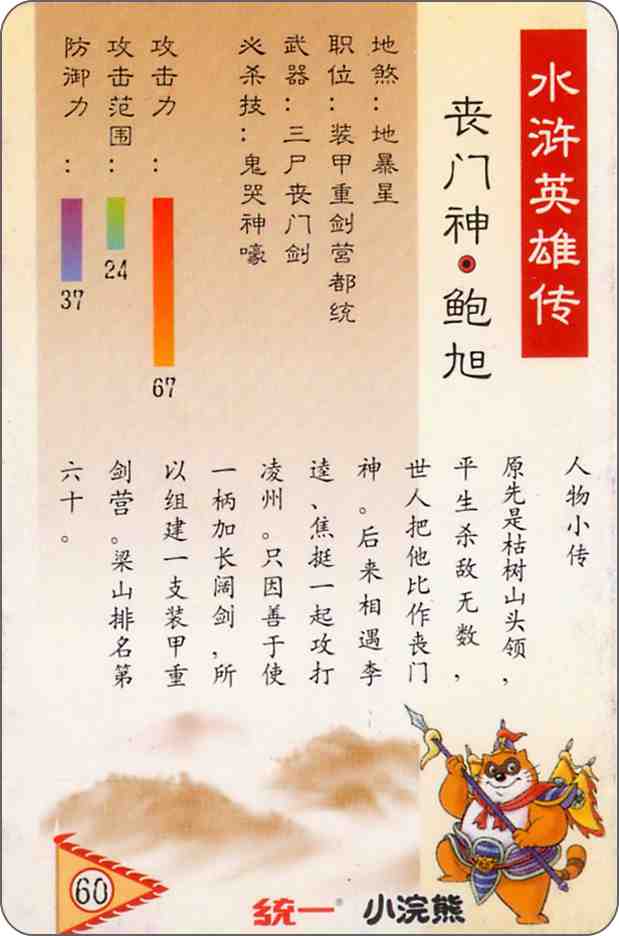 水浒英雄传
丧门神·鲍旭
地煞：地暴星
职位：装甲重剑营都统
武器：三尸丧门剑
必杀技：鬼哭神嚎
攻击力：
67
攻击范围：
24
防御力：
37
人物小传
原先是枯树山头领，
平生杀敌无数，
世人把他比作丧门
神。后来相遇李
逵、焦挺一起攻打
凌州。只因善于使
一柄加长阔剑，所
以组建一支装甲重
剑营。梁山排名第
六十。
60
统一®
小浣熊